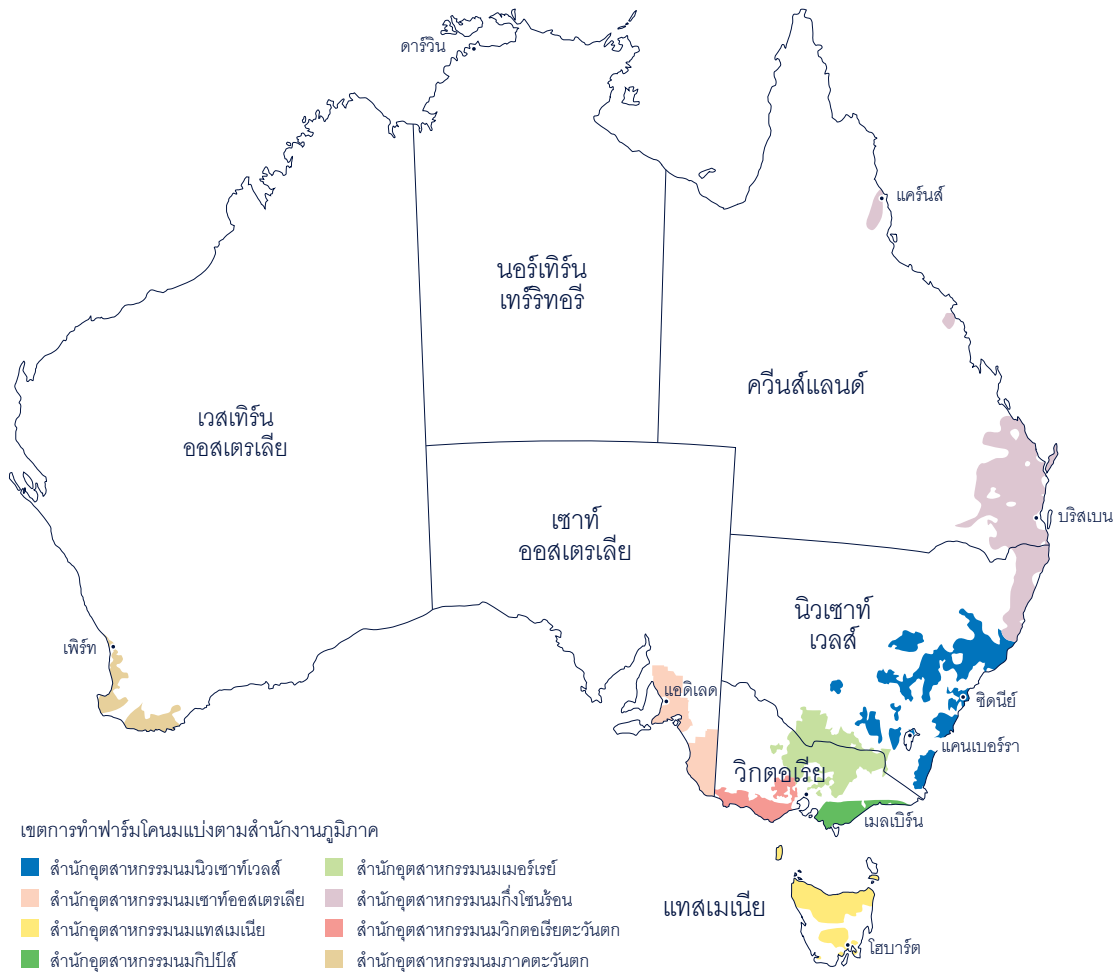 ดาร์วิน
แคร์นส์
นอร์เทิร์น
เทร์ริทอรี
ควีนส์แลนด์
เวสเทิร์น
ออสเตรเลีย
เซาท์
ออสเตรเลีย
บริสเบน
นิวเซาท์
เวลส์
เพิร์ท
แอดิเลด
ซิดนีย์
แคนเบอร์รา
วิกตอเรีย
เมลเบิร์น
เขตการทำฟาร์มโคนมแบ่งตามสำนักงานภูมิภาค
สำนักอุตสาหกรรมนมนิวเซาท์เวลส์
สำนักอุตสาหกรรมนมเซาท์ออสเตรเลีย
สำนักอุตสาหกรรมนมแทสเมเนีย
สำนักอุตสาหกรรมนมกิปป์ส์
สำนักอุตสาหกรรมนมเมอร์เรย์
สำนักอุตสาหกรรมนมกึ่งโซนร้อน
สำนักอุตสาหกรรมนมวิกตอเรียตะวันตก
สำนักอุตสาหกรรมนมภาคตะวันตก
แทสเมเนีย
โฮบาร์ต